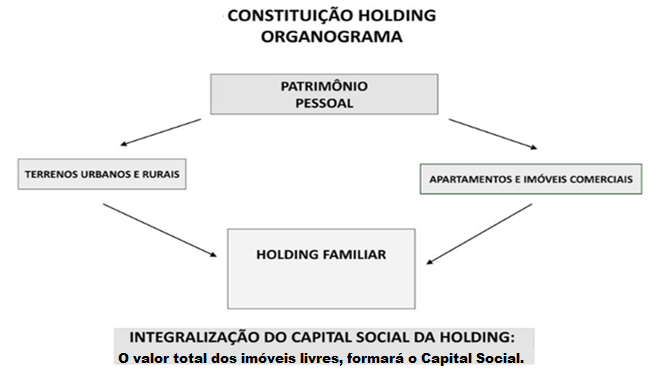 CONSTITUIÇÃO HOLDING
ORGANOGRAMA
PATRIMÔNIO
PESSOAL
TERRENOS URBANOS E RURAIS
APARTAMENTOS E IMÓVEIS COMERCIAIS
HOLDING FAMILIAR
INTEGRALIZAÇÃO DO CAPITAL SOCIAL DA HOLDING:
O valor total dos imóveis livres, formará o Capital Social.